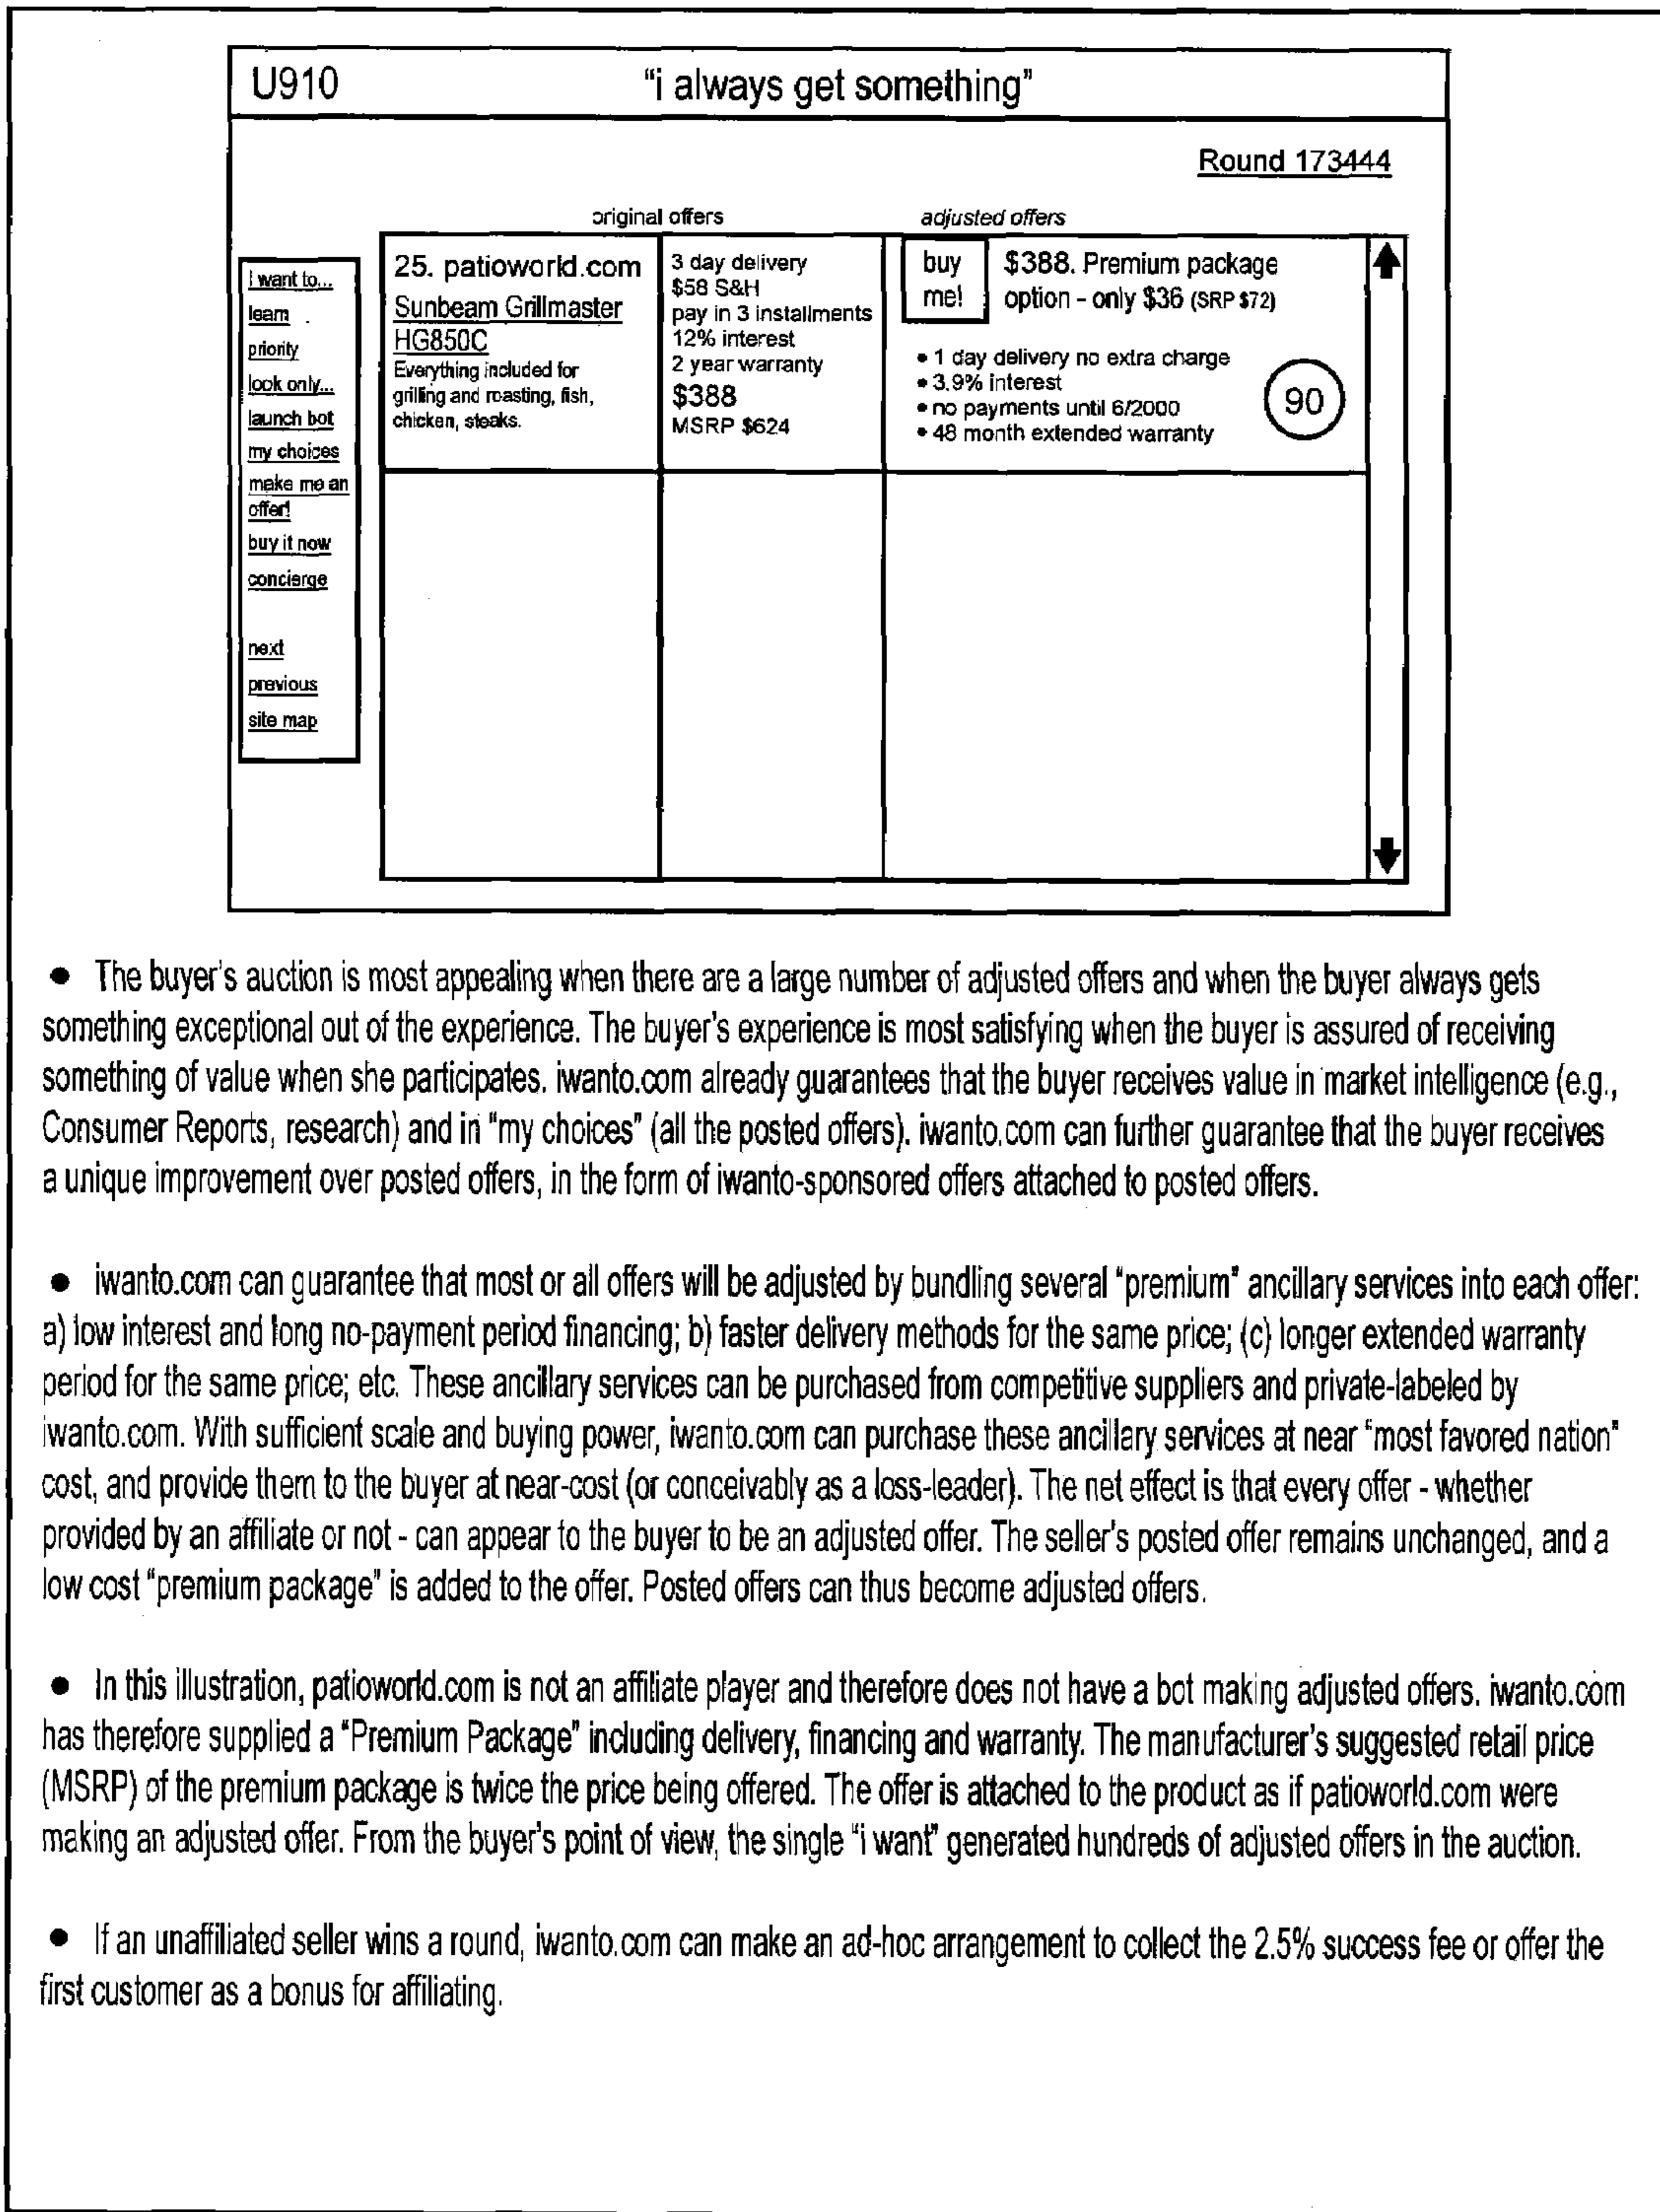 U910
"i always get something"
Round 173444
original offers
adjusted offers
I want to...
learn
priority
look only...
launch bot
my choices
make me an
offer!
buy it now
concierge
next
previous
site map
25. patioworld.com
Sunbeam Grillmaster
HG850C
Everything included for
grilling and roasting, fish,
chicken, steaks.
3 day delivery
$58 S&H
pay in 3 installments
12% interest
2 year warranty
$388
MSRP $624
buy
me!
$388. Premium package
option - only $36 (SRP $72)
• 1 day delivery no extra charge
• 3.9% interest
• no payments until 6/2000
• 48 month extended warranty
90
• The buyer's auction is most appealing when there are a large number of adjusted offers and when the buyer always gets
something exceptional out of the experience. The buyer's experience is most satisfying when the buyer is assured of receiving
something of value when she participates. iwanto.com already guarantees that the buyer receives value in market intelligence (e.g.,
Consumer Reports, research) and in "my choices" (all the posted offers). iwanto.com can further guarantee that the buyer receives
a unique improvement over posted offers, in the form of iwanto-sponsored offers attached to posted offers.
• iwanto.com can guarantee that most or all offers will be adjusted by bundling several "premium" ancillary services into each offer:
a) low interest and long no-payment period financing; b) faster delivery methods for the same price; (c) longer extended warranty
period for the same price; etc. These ancillary services can be purchased from competitive suppliers and private-labeled by
iwanto.com. With sufficient scale and buying power, iwanto.com can purchase these ancillary services at near "most favored nation"
cost, and provide them to the buyer at near-cost (or conceivably as a loss-leader). The net effect is that every offer - whether
provided by an affiliate or not - can appear to the buyer to be an adjusted offer. The seller's posted offer remains unchanged, and a
low cost "premium package" is added to the offer. Posted offers can thus become adjusted offers.
• In this illustration, patioworld.com is not an affiliate player and therefore does not have a bot making adjusted offers. iwanto.com
has therefore supplied a "Premium Package" including delivery, financing and warranty. The manufacturer's suggested retail price
(MSRP) of the premium package is twice the price being offered. The offer is attached to the product as if patioworld.com were
making an adjusted offer. From the buyer's point of view, the single "i want" generated hundreds of adjusted offers in the auction.
• If an unaffiliated seller wins a round, iwanto.com can make an ad-hoc arrangement to collect the 2.5% success fee or offer the
first customer as a bonus for affiliating.